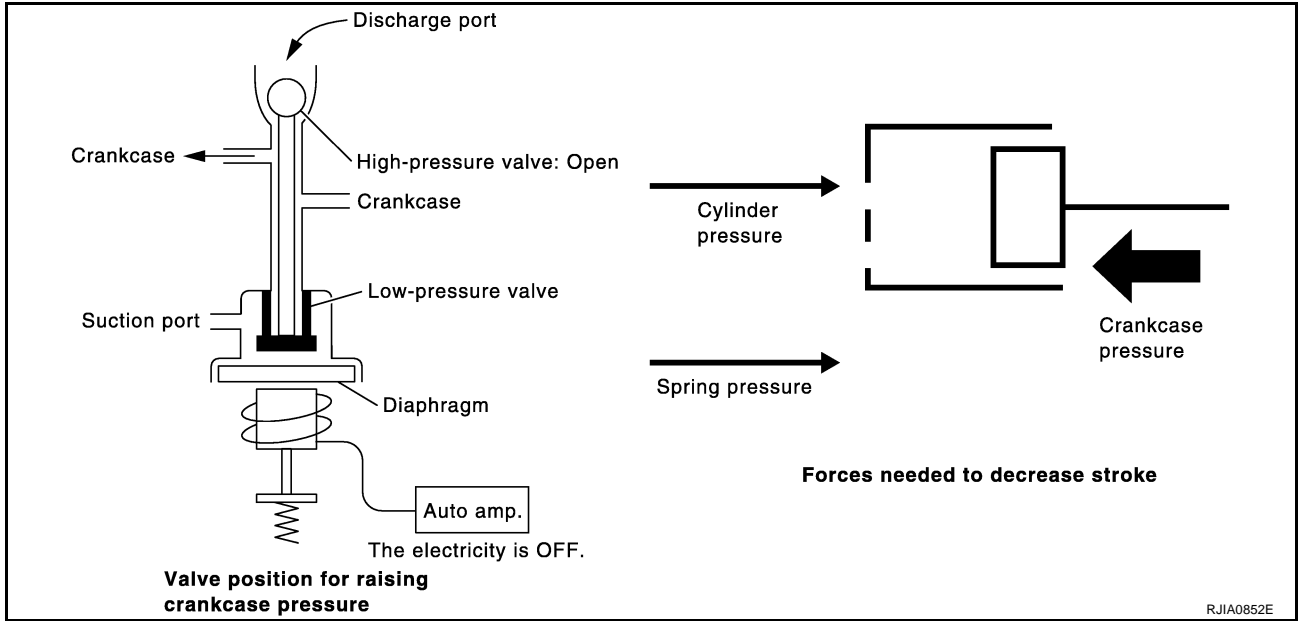 Discharge port
Crankcase
High-pressure valve: Open
Crankcase
Low-pressure valve
Suction port
Diaphragm
Auto amp.
The electricity is OFF.
Valve position for raising
crankcase pressure
Cylinder
pressure
Crankcase
pressure
Spring pressure
Forces needed to decrease stroke
RJIA0852E